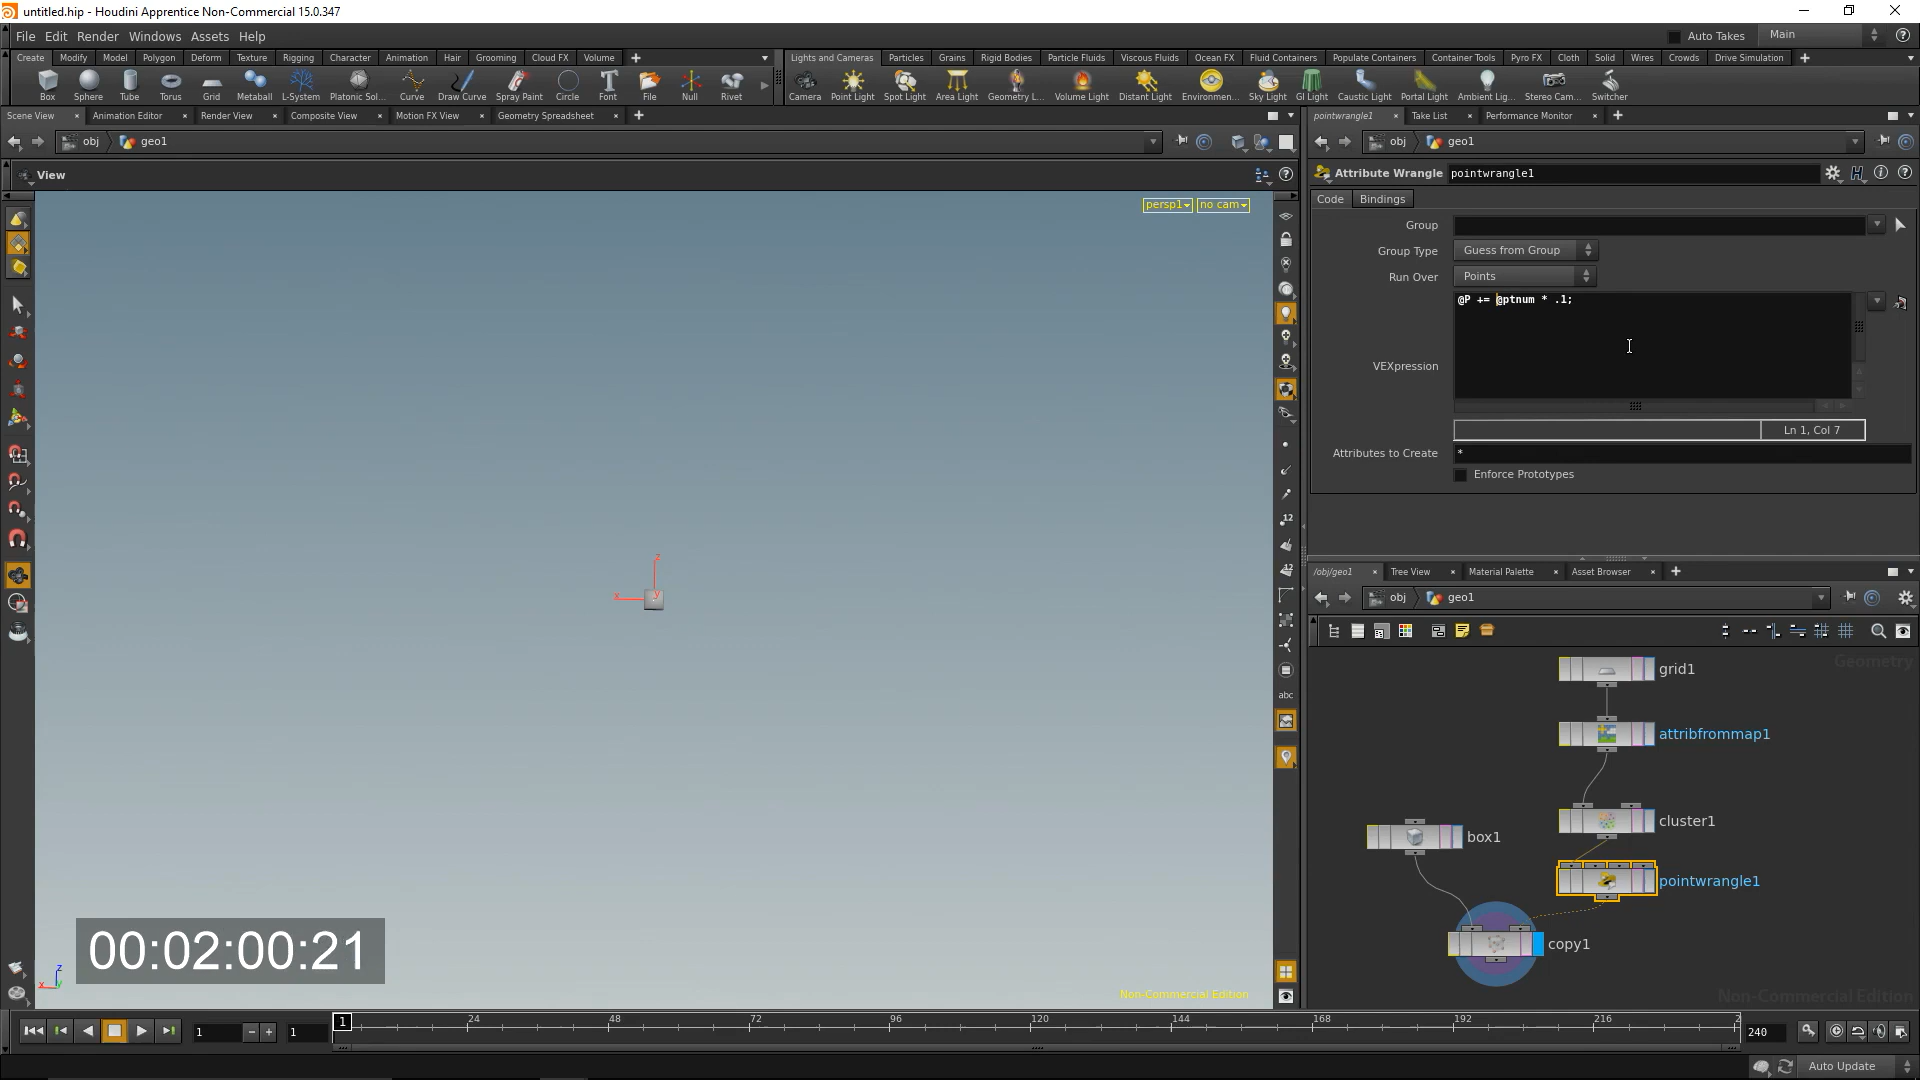 untitled.hip - Houdini Apprentice Non-Commercial 15.0.347
File Edit Render Windows Assets Help
Auto Takes Main
Create Modify Model Polygon Deform Texture Rigging Character Animation Hair Grooming Cloud FX Volume
Lights and Cameras Particles Grains Rigid Bodies Particle Fluids Viscous Fluids Ocean FX Fluid Containers Populate Containers Container Tools Pyro FX Cloth Solid Wires Crowds Drive Simulation
Box Sphere Tube Torus Grid Metaball L-System Platonic Sol... Curve Draw Curve Spray Paint Circle Font File Null Rivet
Camera Point Light Spot Light Area Light Geometry L... Volume Light Distant Light Environmen... Sky Light GI Light Caustic Light Portal Light Ambient Lig... Stereo Cam... Switcher
Scene View Animation Editor Render View Composite View Motion FX View Geometry Spreadsheet
pointwrangle1 Take List Performance Monitor
obj geo1
obj geo1
View
Attribute Wrangle pointwrangle1
Code Bindings
persp1 no cam
Group
Group Type Guess from Group
Run Over Points
@P += @ptnum * .1;
VEXpression
Ln 1, Col 7
Attributes to Create *
Enforce Prototypes
12
12
abc
z
x
y
/obj/geo1 Tree View Material Palette Asset Browser
obj geo1
Geometry
grid1
attribfrommap1
cluster1
box1
pointwrangle1
copy1
00:02:00:21
z
x y
Non-Commercial Edition
Non-Commercial Edition
1 1 1 24 48 72 96 120 144 168 192 216 2 240
Auto Update